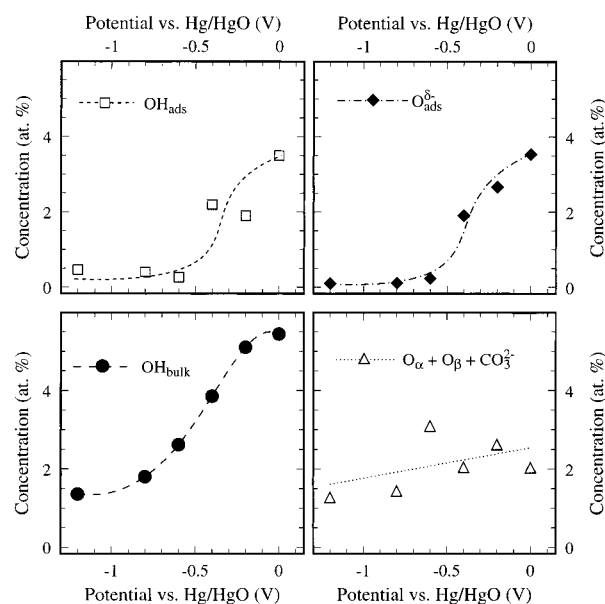 Potential vs. Hg/HgO (V) Potential vs. Hg/HgO (V)
-1 -0.5 0 -1 -0.5 0
OH_ads O^δ-_ads
Concentration (at. %)
4
2
0
Concentration (at. %)
4
2
0
OH_bulk O_α + O_β + CO_3^2-
Concentration (at. %)
4
2
0
Concentration (at. %)
4
2
0
-1 -0.5 0 -1 -0.5 0
Potential vs. Hg/HgO (V) Potential vs. Hg/HgO (V)